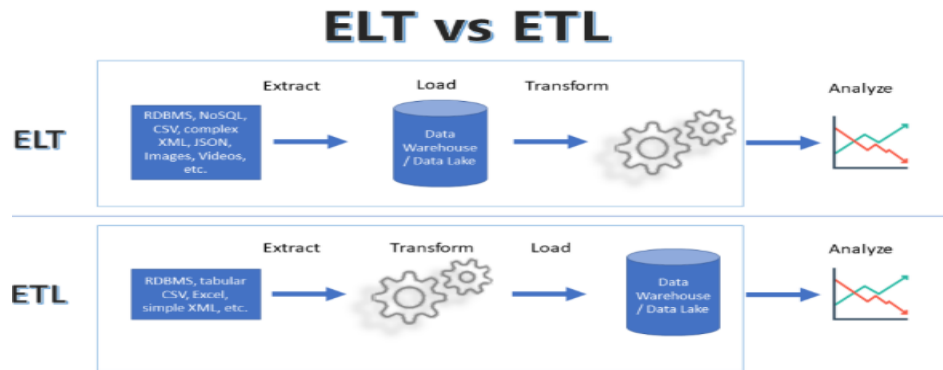 ELT vs ETL
Extract
Load
Transform
Analyze
ELT
RDBMS, NoSQL,
CSV, complex
XML, JSON,
Images, Videos,
etc.
Data
Warehouse
/ Data Lake
Extract
Transform
Load
Analyze
ETL
RDBMS, tabular
CSV, Excel,
simple XML, etc.
Data
Warehouse
/ Data Lake